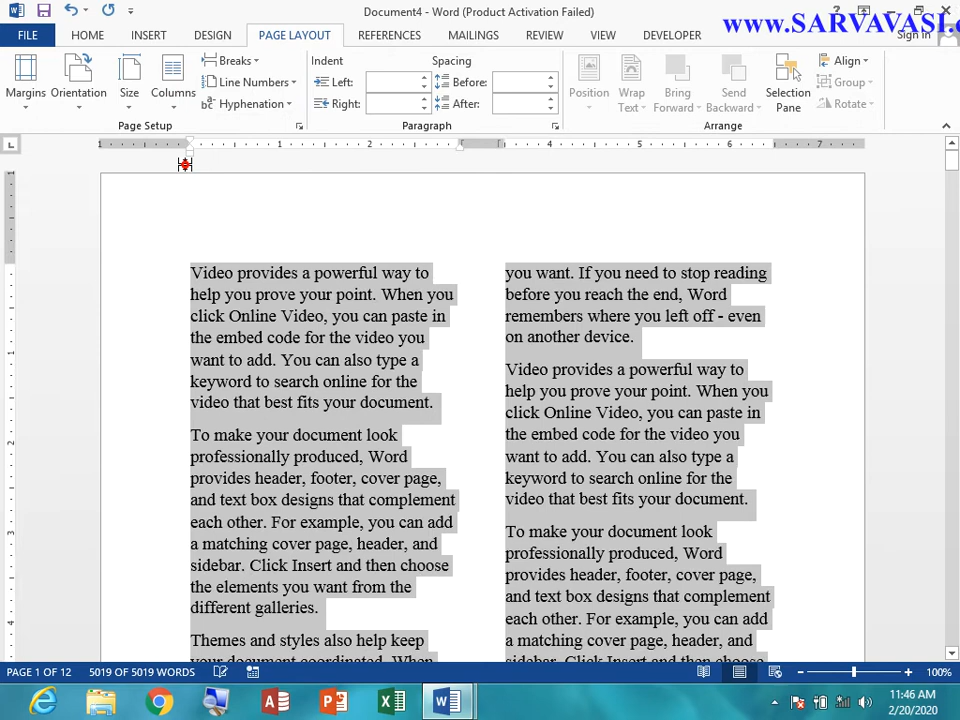 Document4 - Word (Product Activation Failed)
www.SARVAVASI.c
FILE HOME INSERT DESIGN PAGE LAYOUT REFERENCES MAILINGS REVIEW VIEW DEVELOPER Sign in
Margins Orientation Size Columns
Breaks
Line Numbers
Hyphenation
Page Setup
Indent Spacing
Left: Before:
Right: After:
Paragraph
Position Wrap Text Bring Forward Send Backward Selection Pane
Align
Group
Rotate
Arrange
1 1 2 4 5 6 7
Video provides a powerful way to
help you prove your point. When you
click Online Video, you can paste in
the embed code for the video you
want to add. You can also type a
keyword to search online for the
video that best fits your document.
To make your document look
professionally produced, Word
provides header, footer, cover page,
and text box designs that complement
each other. For example, you can add
a matching cover page, header, and
sidebar. Click Insert and then choose
the elements you want from the
different galleries.
Themes and styles also help keep
your document coordinated. When
you want. If you need to stop reading
before you reach the end, Word
remembers where you left off - even
on another device.
Video provides a powerful way to
help you prove your point. When you
click Online Video, you can paste in
the embed code for the video you
want to add. You can also type a
keyword to search online for the
video that best fits your document.
To make your document look
professionally produced, Word
provides header, footer, cover page,
and text box designs that complement
each other. For example, you can add
a matching cover page, header, and
sidebar. Click Insert and then choose
PAGE 1 OF 12 5019 OF 5019 WORDS 100%
11:46 AM
2/20/2020